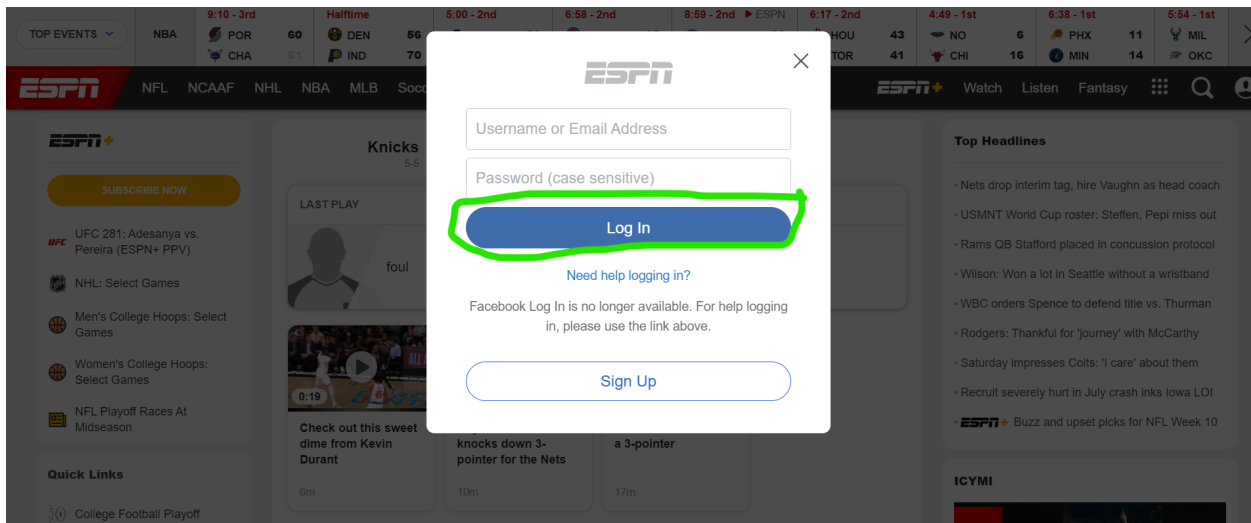 TOP EVENTS
NBA
9:10 - 3rd
POR 60
CHA 61
Halftime
DEN 56
IND 70
5:00 - 2nd
6:58 - 2nd
8:59 - 2nd ESPN
6:17 - 2nd
HOU 43
TOR 41
4:49 - 1st
NO 6
CHI 16
6:38 - 1st
PHX 11
MIN 14
5:54 - 1st
MIL
OKC
ESPN NFL NCAAF NHL NBA MLB ESPN+ Watch Listen Fantasy
ESPN+
SUBSCRIBE NOW
UFC
UFC 281: Adesanya vs.
Pereira (ESPN+ PPV)
NHL: Select Games
Men's College Hoops: Select
Games
Women's College Hoops:
Select Games
NFL Playoff Races At
Midseason
Quick Links
College Football Playoff
Knicks
5-5
LAST PLAY
foul
0:19
ALL
Check out this sweet
dime from Kevin
Durant
6m
knocks down 3-
pointer for the Nets
10m
a 3-pointer
17m
ESPN
Username or Email Address
Password (case sensitive)
Log In
Need help logging in?
Facebook Log In is no longer available. For help logging
in, please use the link above.
Sign Up
Top Headlines
Nets drop interim tag, hire Vaughn as head coach
USMNT World Cup roster: Steffen, Pepi miss out
Rams QB Stafford placed in concussion protocol
Wilson: Won a lot in Seattle without a wristband
WBC orders Spence to defend title vs. Thurman
Rodgers: Thankful for 'journey' with McCarthy
Saturday impresses Colts: 'I care' about them
Recruit severely hurt in July crash inks Iowa LOI
ESPN+ Buzz and upset picks for NFL Week 10
ICYMI